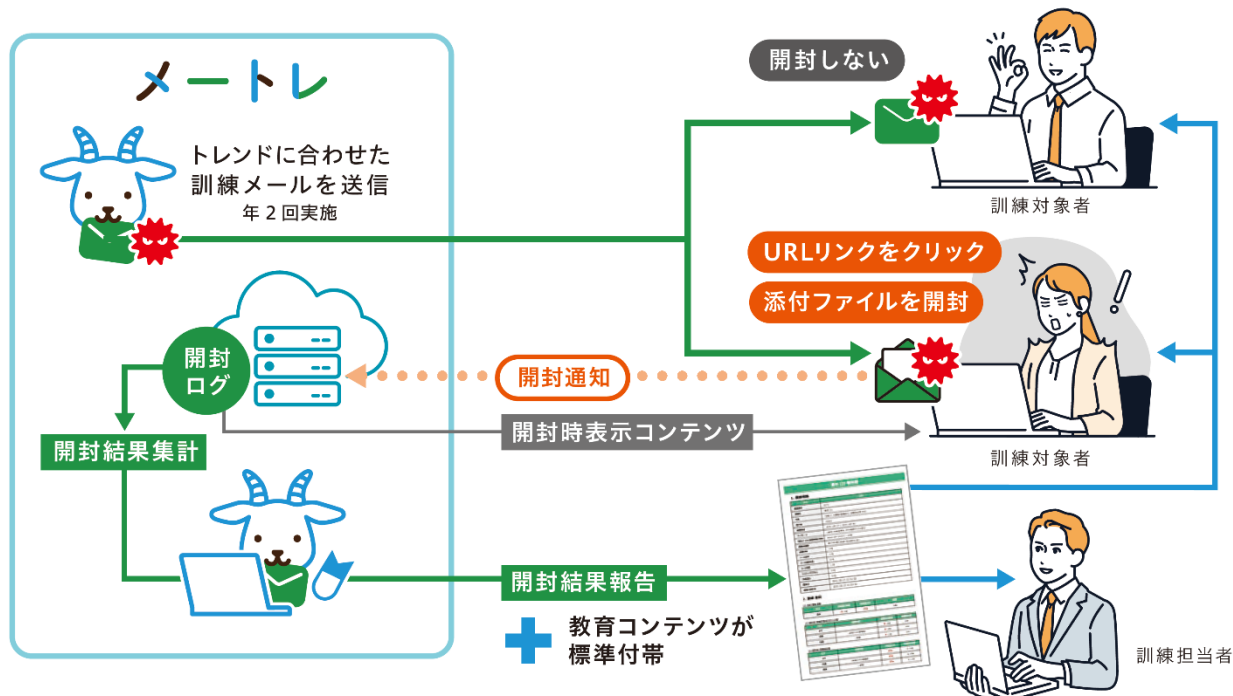 メートレ
トレンドに合わせた
訓練メールを送信
年2回実施
開封しない
訓練対象者
URLリンクをクリック
添付ファイルを開封
開封
ログ
開封通知
開封時表示コンテンツ
訓練対象者
開封結果集計
開封結果報告
教育コンテンツが
標準付帯
訓練担当者